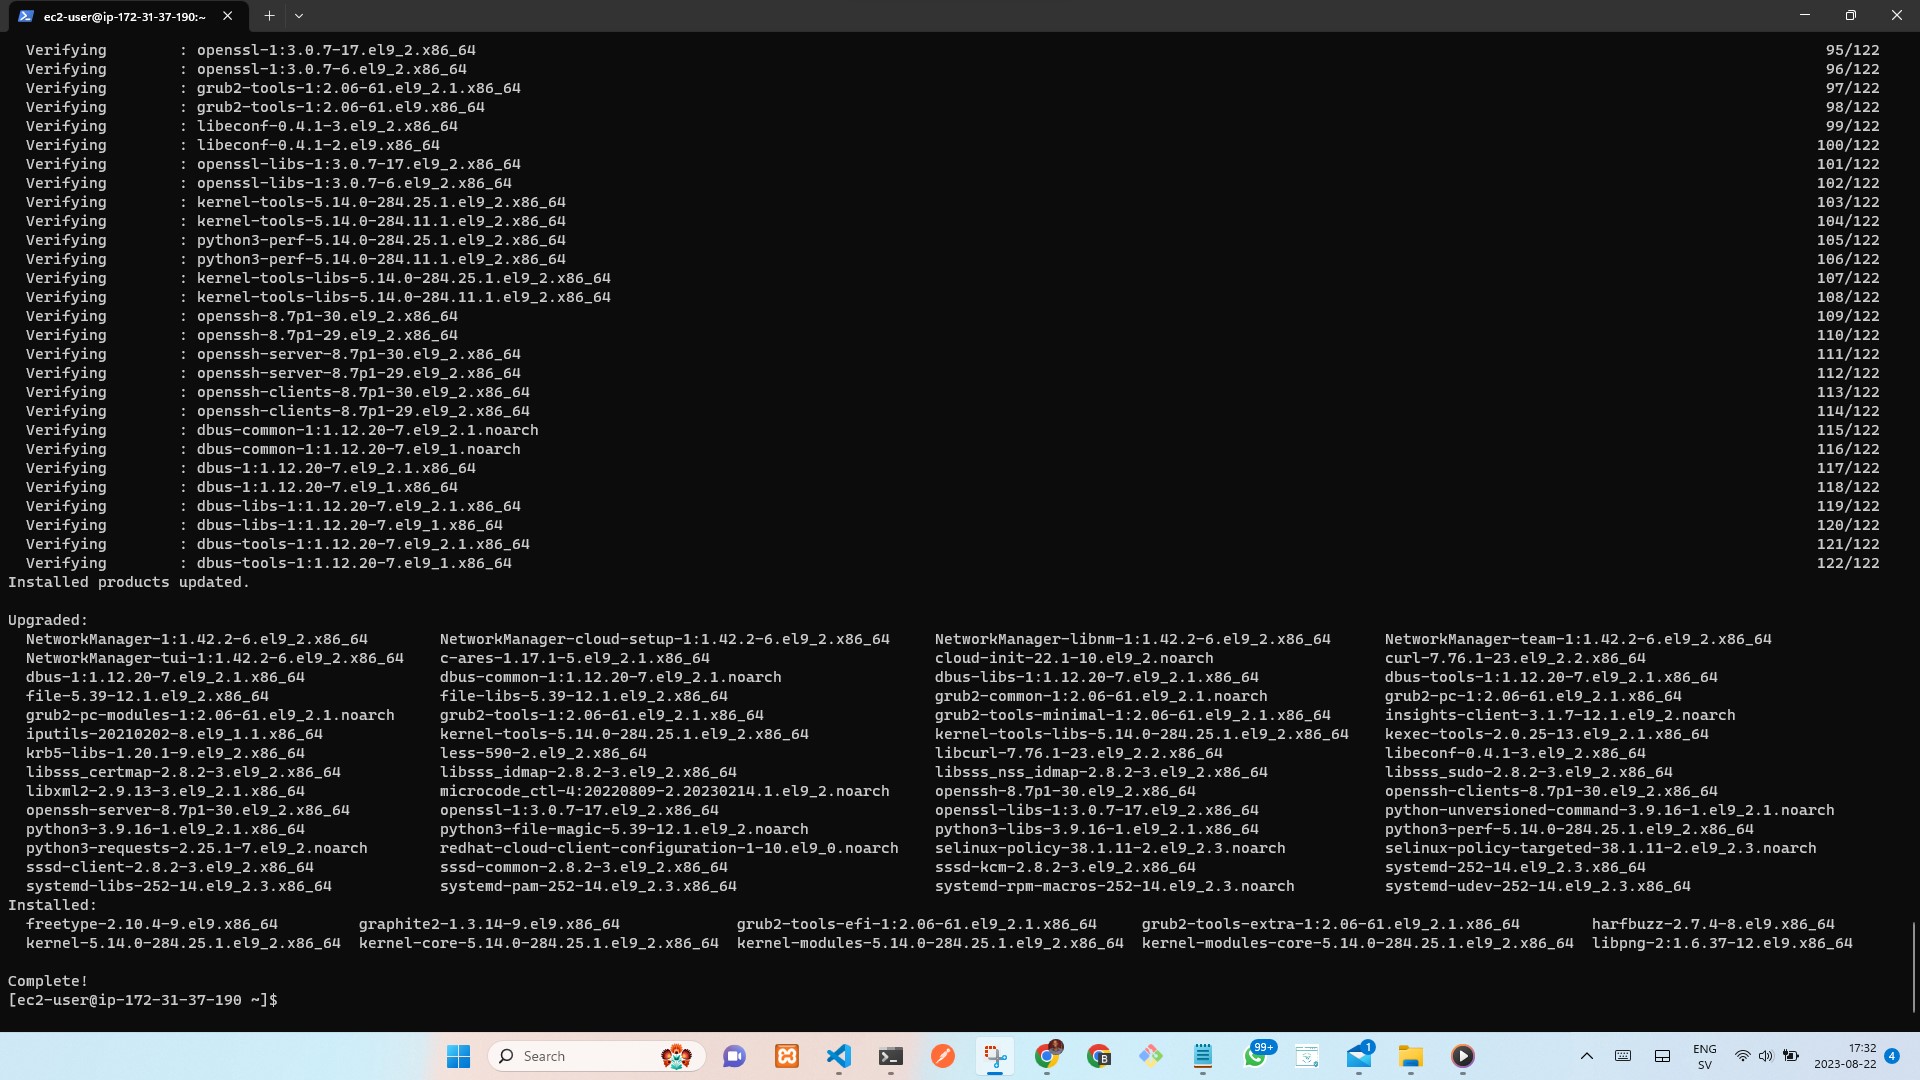 ec2-user@ip-172-31-37-190:~
Verifying : openssl-1:3.0.7-17.el9_2.x86_64 95/122
Verifying : openssl-1:3.0.7-6.el9_2.x86_64 96/122
Verifying : grub2-tools-1:2.06-61.el9_2.1.x86_64 97/122
Verifying : grub2-tools-1:2.06-61.el9.x86_64 98/122
Verifying : libeconf-0.4.1-3.el9_2.x86_64 99/122
Verifying : libeconf-0.4.1-2.el9.x86_64 100/122
Verifying : openssl-libs-1:3.0.7-17.el9_2.x86_64 101/122
Verifying : openssl-libs-1:3.0.7-6.el9_2.x86_64 102/122
Verifying : kernel-tools-5.14.0-284.25.1.el9_2.x86_64 103/122
Verifying : kernel-tools-5.14.0-284.11.1.el9_2.x86_64 104/122
Verifying : python3-perf-5.14.0-284.25.1.el9_2.x86_64 105/122
Verifying : python3-perf-5.14.0-284.11.1.el9_2.x86_64 106/122
Verifying : kernel-tools-libs-5.14.0-284.25.1.el9_2.x86_64 107/122
Verifying : kernel-tools-libs-5.14.0-284.11.1.el9_2.x86_64 108/122
Verifying : openssh-8.7p1-30.el9_2.x86_64 109/122
Verifying : openssh-8.7p1-29.el9_2.x86_64 110/122
Verifying : openssh-server-8.7p1-30.el9_2.x86_64 111/122
Verifying : openssh-server-8.7p1-29.el9_2.x86_64 112/122
Verifying : openssh-clients-8.7p1-30.el9_2.x86_64 113/122
Verifying : openssh-clients-8.7p1-29.el9_2.x86_64 114/122
Verifying : dbus-common-1:1.12.20-7.el9_2.1.noarch 115/122
Verifying : dbus-common-1:1.12.20-7.el9_1.noarch 116/122
Verifying : dbus-1:1.12.20-7.el9_2.1.x86_64 117/122
Verifying : dbus-1:1.12.20-7.el9_1.x86_64 118/122
Verifying : dbus-libs-1:1.12.20-7.el9_2.1.x86_64 119/122
Verifying : dbus-libs-1:1.12.20-7.el9_1.x86_64 120/122
Verifying : dbus-tools-1:1.12.20-7.el9_2.1.x86_64 121/122
Verifying : dbus-tools-1:1.12.20-7.el9_1.x86_64 122/122
Installed products updated.
Upgraded:
NetworkManager-1:1.42.2-6.el9_2.x86_64 NetworkManager-cloud-setup-1:1.42.2-6.el9_2.x86_64 NetworkManager-libnm-1:1.42.2-6.el9_2.x86_64 NetworkManager-team-1:1.42.2-6.el9_2.x86_64
NetworkManager-tui-1:1.42.2-6.el9_2.x86_64 c-ares-1.17.1-5.el9_2.1.x86_64 cloud-init-22.1-10.el9_2.noarch curl-7.76.1-23.el9_2.2.x86_64
dbus-1:1.12.20-7.el9_2.1.x86_64 dbus-common-1:1.12.20-7.el9_2.1.noarch dbus-libs-1:1.12.20-7.el9_2.1.x86_64 dbus-tools-1:1.12.20-7.el9_2.1.x86_64
file-5.39-12.1.el9_2.x86_64 file-libs-5.39-12.1.el9_2.x86_64 grub2-common-1:2.06-61.el9_2.1.noarch grub2-pc-1:2.06-61.el9_2.1.x86_64
grub2-pc-modules-1:2.06-61.el9_2.1.noarch grub2-tools-1:2.06-61.el9_2.1.x86_64 grub2-tools-minimal-1:2.06-61.el9_2.1.x86_64 insights-client-3.1.7-12.1.el9_2.noarch
iputils-20210202-8.el9_1.1.x86_64 kernel-tools-5.14.0-284.25.1.el9_2.x86_64 kernel-tools-libs-5.14.0-284.25.1.el9_2.x86_64 kexec-tools-2.0.25-13.el9_2.1.x86_64
krb5-libs-1.20.1-9.el9_2.x86_64 less-590-2.el9_2.x86_64 libcurl-7.76.1-23.el9_2.2.x86_64 libeconf-0.4.1-3.el9_2.x86_64
libsss_certmap-2.8.2-3.el9_2.x86_64 libsss_idmap-2.8.2-3.el9_2.x86_64 libsss_nss_idmap-2.8.2-3.el9_2.x86_64 libsss_sudo-2.8.2-3.el9_2.x86_64
libxml2-2.9.13-3.el9_2.1.x86_64 microcode_ctl-4:20220809-2.20230214.1.el9_2.noarch openssh-8.7p1-30.el9_2.x86_64 openssh-clients-8.7p1-30.el9_2.x86_64
openssh-server-8.7p1-30.el9_2.x86_64 openssl-1:3.0.7-17.el9_2.x86_64 openssl-libs-1:3.0.7-17.el9_2.x86_64 python-unversioned-command-3.9.16-1.el9_2.1.noarch
python3-3.9.16-1.el9_2.1.x86_64 python3-file-magic-5.39-12.1.el9_2.noarch python3-libs-3.9.16-1.el9_2.1.x86_64 python3-perf-5.14.0-284.25.1.el9_2.x86_64
python3-requests-2.25.1-7.el9_2.noarch redhat-cloud-client-configuration-1-10.el9_0.noarch selinux-policy-38.1.11-2.el9_2.3.noarch selinux-policy-targeted-38.1.11-2.el9_2.3.noarch
sssd-client-2.8.2-3.el9_2.x86_64 sssd-common-2.8.2-3.el9_2.x86_64 sssd-kcm-2.8.2-3.el9_2.x86_64 systemd-252-14.el9_2.3.x86_64
systemd-libs-252-14.el9_2.3.x86_64 systemd-pam-252-14.el9_2.3.x86_64 systemd-rpm-macros-252-14.el9_2.3.noarch systemd-udev-252-14.el9_2.3.x86_64
Installed:
freetype-2.10.4-9.el9.x86_64 graphite2-1.3.14-9.el9.x86_64 grub2-tools-efi-1:2.06-61.el9_2.1.x86_64 grub2-tools-extra-1:2.06-61.el9_2.1.x86_64 harfbuzz-2.7.4-8.el9.x86_64
kernel-5.14.0-284.25.1.el9_2.x86_64 kernel-core-5.14.0-284.25.1.el9_2.x86_64 kernel-modules-5.14.0-284.25.1.el9_2.x86_64 kernel-modules-core-5.14.0-284.25.1.el9_2.x86_64 libpng-2:1.6.37-12.el9.x86_64
Complete!
[ec2-user@ip-172-31-37-190 ~]$
Search
99+
1
ENG
SV
17:32
2023-08-22
4